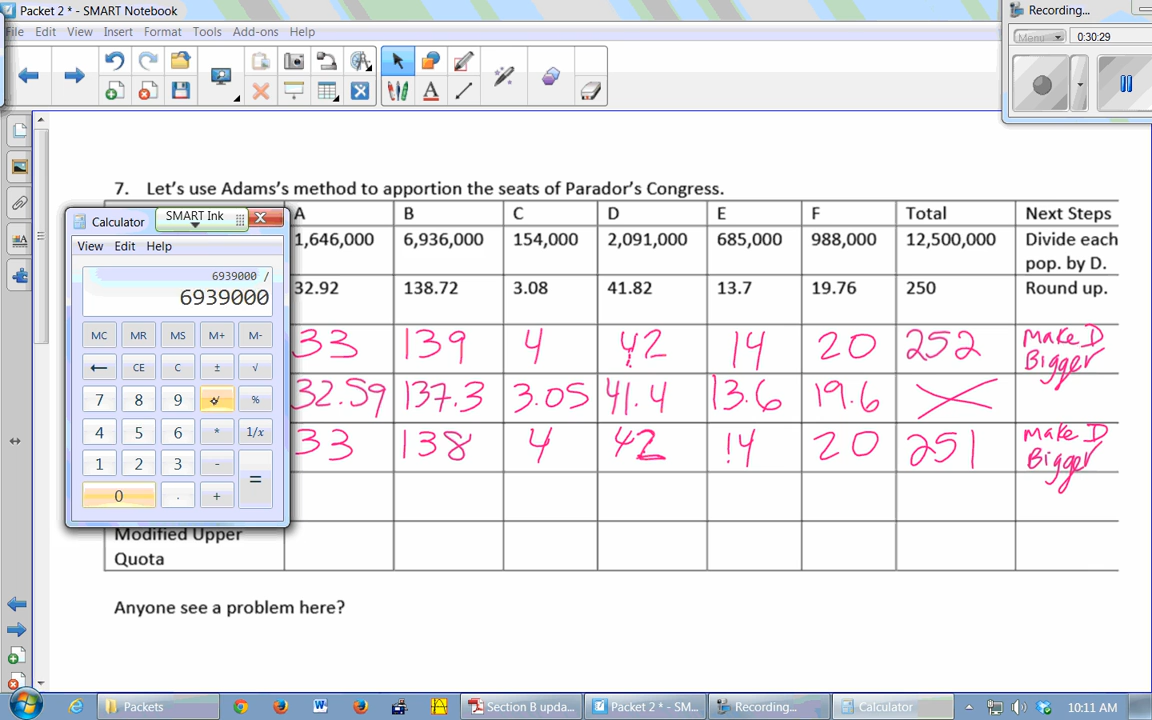 Packet 2 * - SMART Notebook
File Edit View Insert Format Tools Add-ons Help
Recording...
Menu
0:30:29
7. Let's use Adams's method to apportion the seats of Parador's Congress.
A B C D E F Total Next Steps
1,646,000 6,936,000 154,000 2,091,000 685,000 988,000 12,500,000 Divide each
pop. by D.
32.92 138.72 3.08 41.82 13.7 19.76 250 Round up.
33 139 4 42 14 20 252 Make D
Bigger
32.59 137.3 3.05 41.4 13.6 19.6
33 138 4 42 14 20 251 Make D
Bigger
Modified Upper
Quota
Anyone see a problem here?
Calculator
SMART Ink
View Edit Help
6939000 /
6939000
MC MR MS M+ M-
← CE C ± √
7 8 9 %
4 5 6 * 1/x
1 2 3 - =
0 . +
Packets
Section B upda...
Packet 2 * - SM...
Recording...
Calculator
10:11 AM